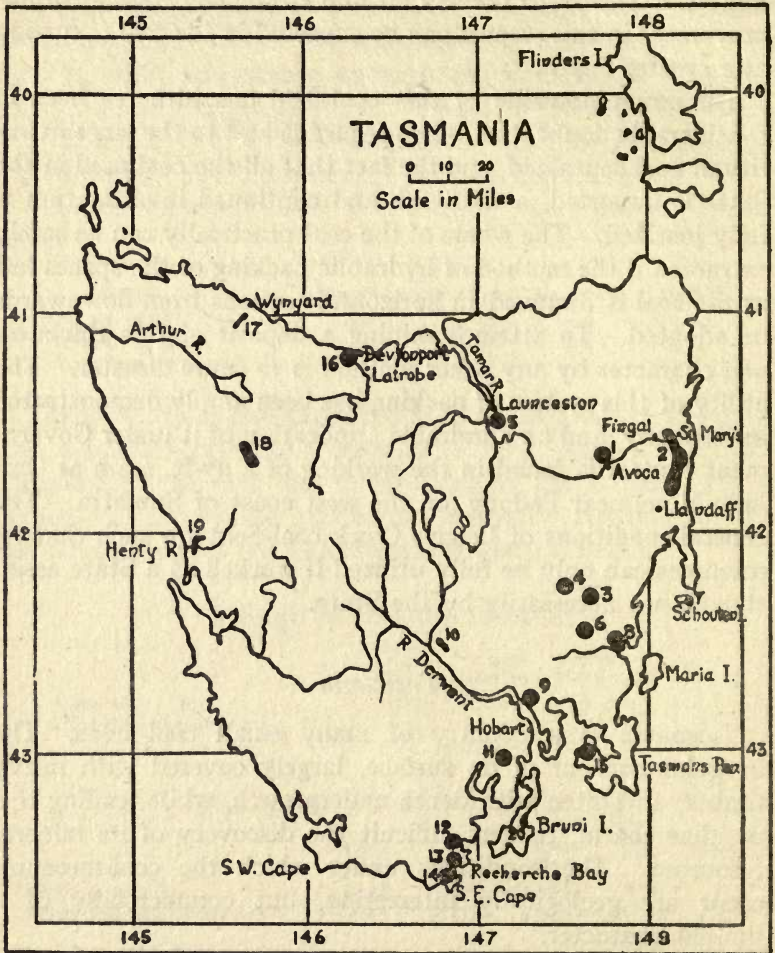 145 146 147 148
Flinders I.
40 40
TASMANIA
0 10 20
Scale in Miles
Wynyard
41 41
17
Arthur R.
Tamar R.
16 Devonport
Latrobe
Launceston
5
Fingal St Mary's
2
Avoca
18
Llandaff
42 42
19
Henry R
4
3
Schouten I.
6 8
10
R Derwent
Maria I.
9
Hobart
43 43
11
15
Tasmans Pen
12
20
Bruni I.
13
S.W. Cape
14 Recherche Bay
S.E. Cape
145 146 147 149